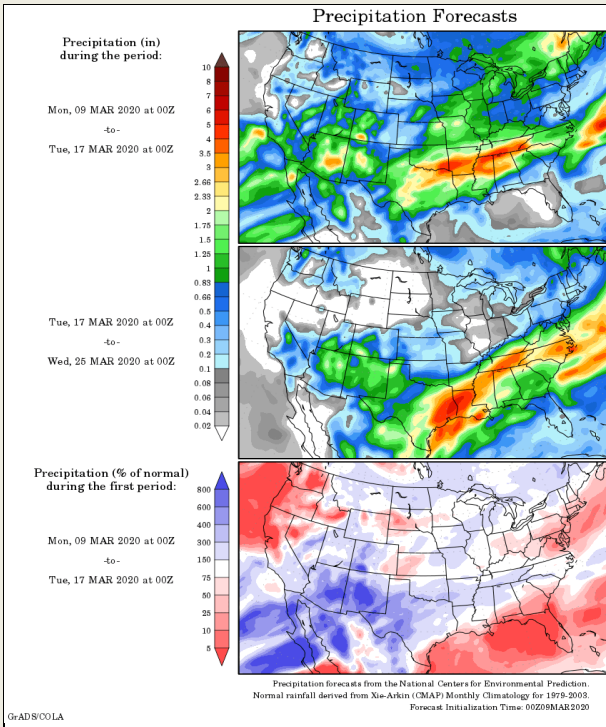 Precipitation Forecasts
Precipitation (in)
during the period:
Mon, 09 MAR 2020 at 00Z
-to-
Tue, 17 MAR 2020 at 00Z
10
8
7
6
5
4
3.5
3
2.66
2.33
2
1.75
1.5
1.25
1
0.83
0.66
0.5
0.4
0.3
0.2
0.1
0.08
0.06
0.04
0.02
Tue, 17 MAR 2020 at 00Z
-to-
Wed, 25 MAR 2020 at 00Z
Precipitation (% of normal)
during the first period:
Mon, 09 MAR 2020 at 00Z
-to-
Tue, 17 MAR 2020 at 00Z
800
600
400
300
150
75
50
25
10
5
Precipitation forecasts from the National Centers for Environmental Prediction.
Normal rainfall derived from Xie-Arkin (CMAP) Monthly Climatology for 1979-2003.
Forecast Initialization Time: 00Z09MAR2020
GrADS/COLA